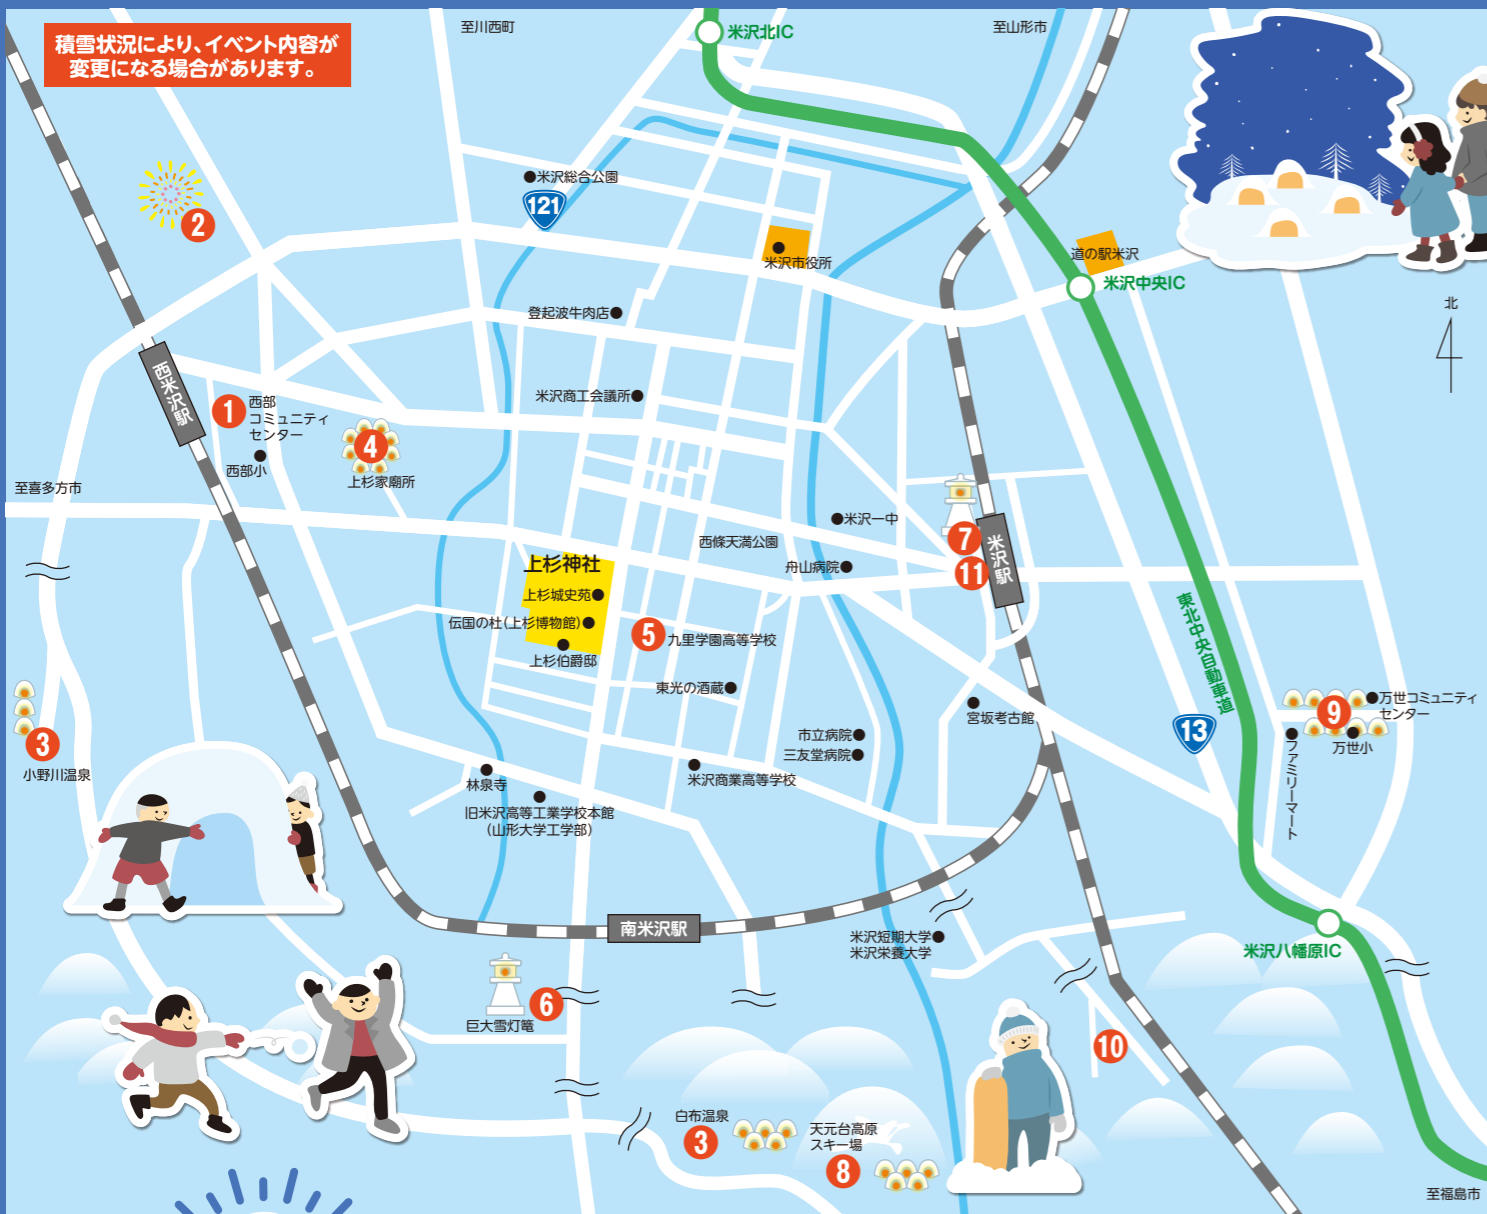 積雪状況により、イベント内容が
変更になる場合があります。
至川西町
米沢北IC
至山形市
2
米沢総合公園
121
米沢市役所
道の駅米沢
米沢中央IC
北
登起波牛肉店
西米沢駅
米沢商工会議所
1
西部
コミュニティ
センター
4
西部小
上杉家廟所
至喜多方市
米沢一中
7
米沢駅
西條天満公園
上杉神社
舟山病院
11
上杉城史苑
伝国の杜(上杉博物館)
5
九里学園高等学校
上杉伯爵邸
東北中央自動車道
東光の酒蔵
宮坂考古館
万世コミュニティ
センター
9
13
市立病院
三友堂病院
万世小
ファミリーマート
3
小野川温泉
林泉寺
米沢商業高等学校
旧米沢高等工業学校本館
(山形大学工学部)
南米沢駅
米沢短期大学
米沢栄養大学
米沢八幡原IC
6
巨大雪灯篭
10
白布温泉
3
天元台高原
スキー場
8
至福島市